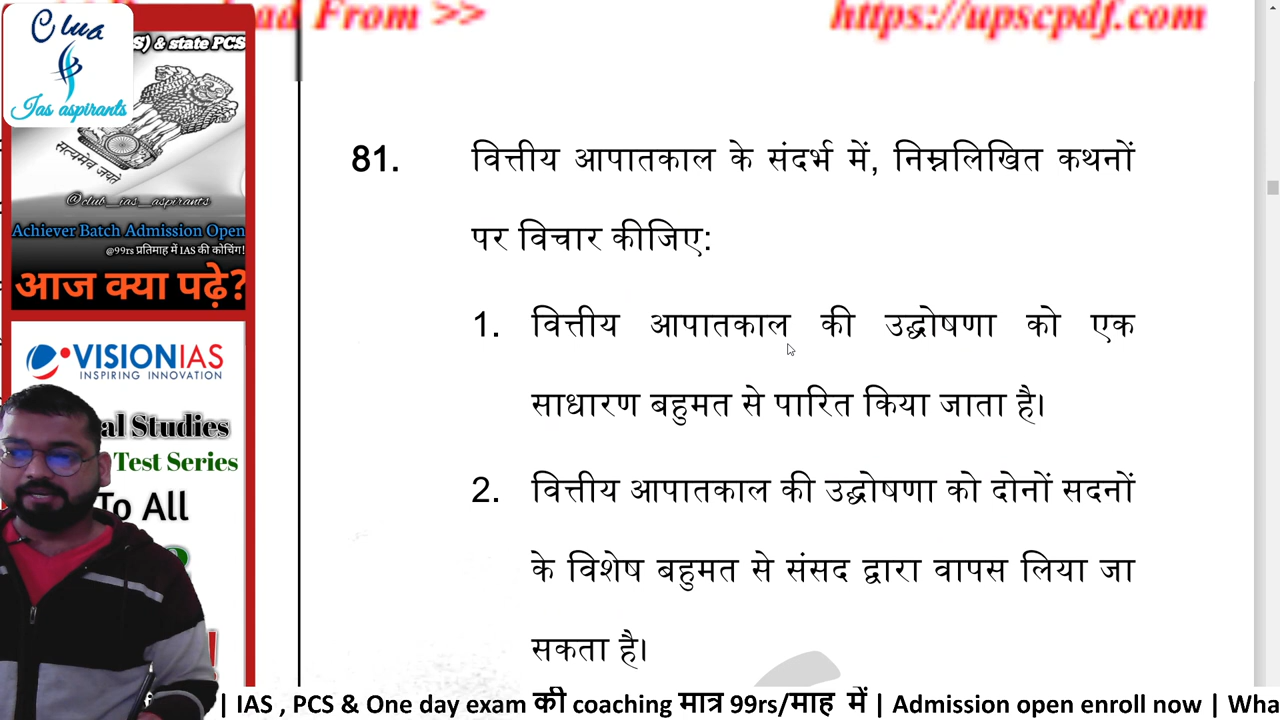 ad From >>
https://upscpdf.com
Club
Ias aspirants
S) & state PCS
सत्यमेव जयते
@club_ias_aspirants
Achiever Batch Admission Open
@99rs प्रतिमाह में IAS की कोचिंग!
आज क्या पढ़े?
VISIONIAS
INSPIRING INNOVATION
al Studies
Test Series
To All
81. वित्तीय आपातकाल के संदर्भ में, निम्नलिखित कथनों
पर विचार कीजिए:
1. वित्तीय आपातकाल की उद्घोषणा को एक
साधारण बहुमत से पारित किया जाता है।
2. वित्तीय आपातकाल की उद्घोषणा को दोनों सदनों
के विशेष बहुमत से संसद द्वारा वापस लिया जा
सकता है।
| IAS , PCS & One day exam की coaching मात्र 99rs/माह में | Admission open enroll now | Wha